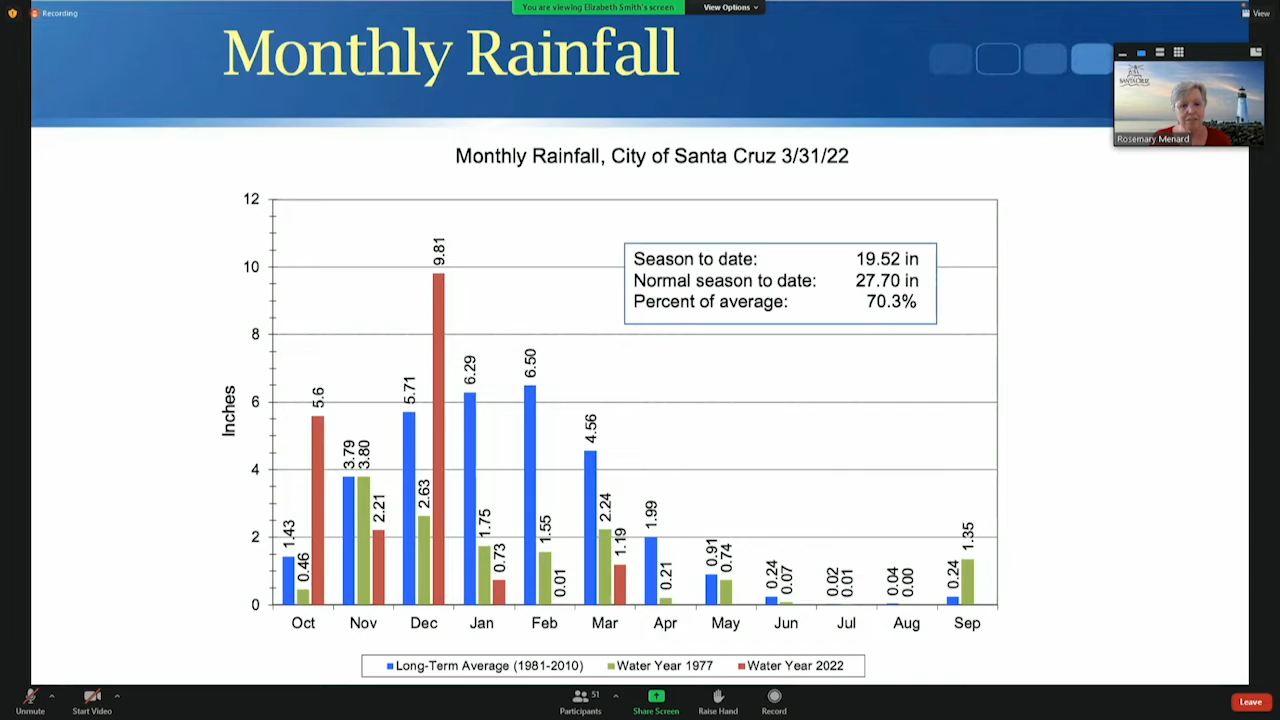 Recording
You are viewing Elizabeth Smith's screen
View Options
View
Monthly Rainfall
SANTA CRUZ
Rosemary Menard
Monthly Rainfall, City of Santa Cruz 3/31/22
Season to date: 19.52 in
Normal season to date: 27.70 in
Percent of average: 70.3%
Inches
12
10
8
6
4
2
0
1.43
0.46
5.6
3.79
3.80
2.21
5.71
2.63
9.81
6.29
1.75
0.73
6.50
1.55
0.01
4.56
2.24
1.19
1.99
0.21
0.91
0.74
0.24
0.07
0.02
0.01
0.04
0.00
0.24
1.35
Oct Nov Dec Jan Feb Mar Apr May Jun Jul Aug Sep
Long-Term Average (1981-2010) Water Year 1977 Water Year 2022
Unmute
Start Video
51
Participants
Share Screen
Raise Hand
Record
Leave